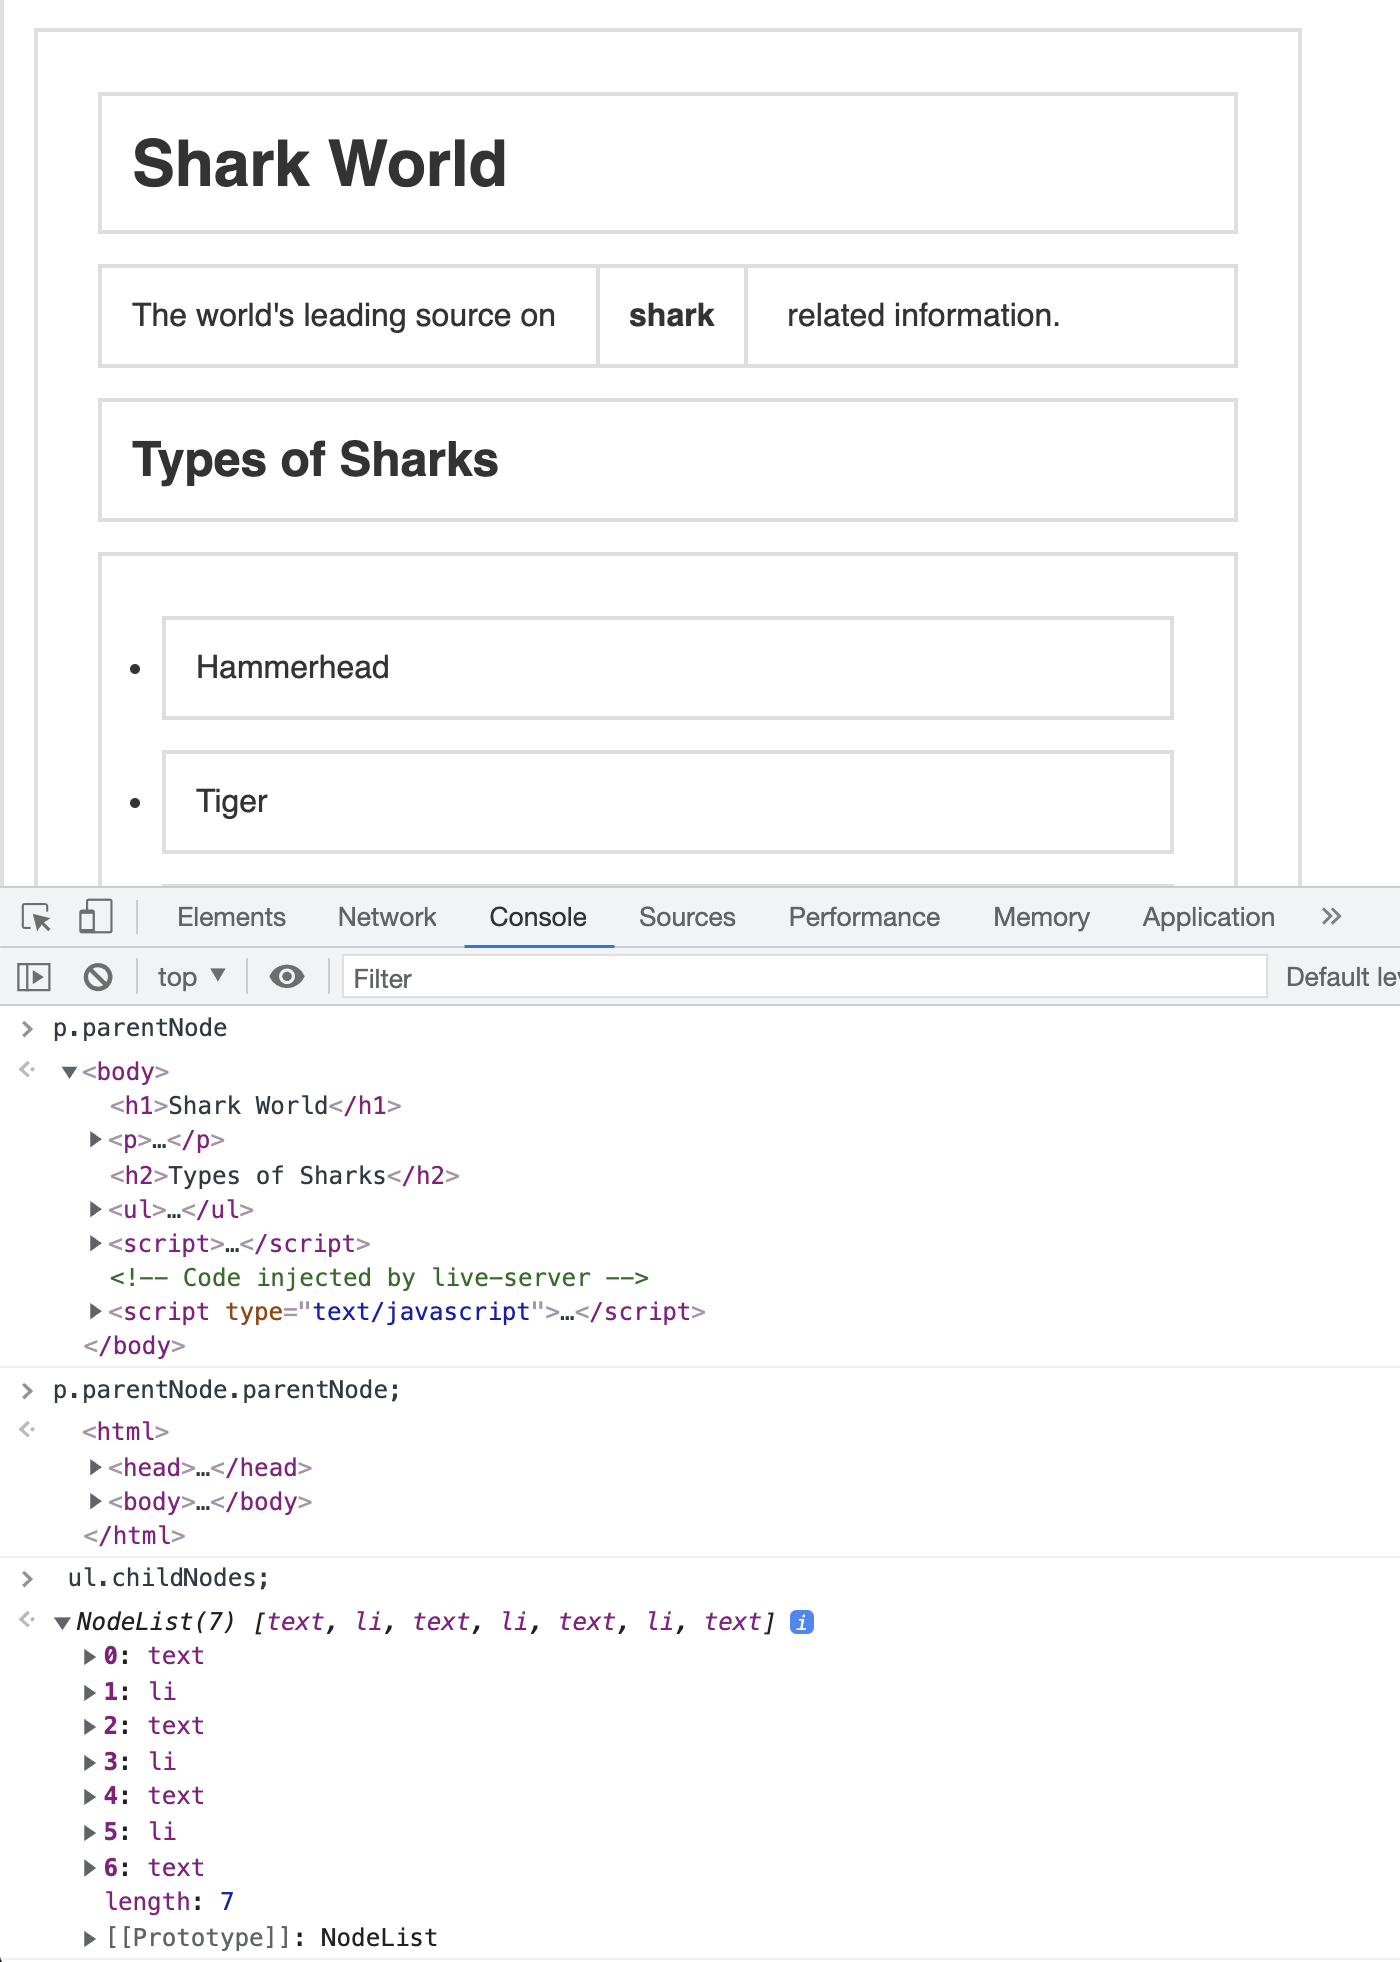 Shark World
The world's leading source on shark related information.
Types of Sharks
• Hammerhead
• Tiger
Elements Network Console Sources Performance Memory Application »
top ▼ Filter Default le
> p.parentNode
▼<body>
<h1>Shark World</h1>
▶<p>…</p>
<h2>Types of Sharks</h2>
▶<ul>…</ul>
▶<script>…</script>
<!-- Code injected by live-server -->
▶<script type="text/javascript">…</script>
</body>
> p.parentNode.parentNode;
<html>
▶<head>…</head>
▶<body>…</body>
</html>
> ul.childNodes;
▼NodeList(7) [text, li, text, li, text, li, text] i
▶0: text
▶1: li
▶2: text
▶3: li
▶4: text
▶5: li
▶6: text
length: 7
▶[[Prototype]]: NodeList